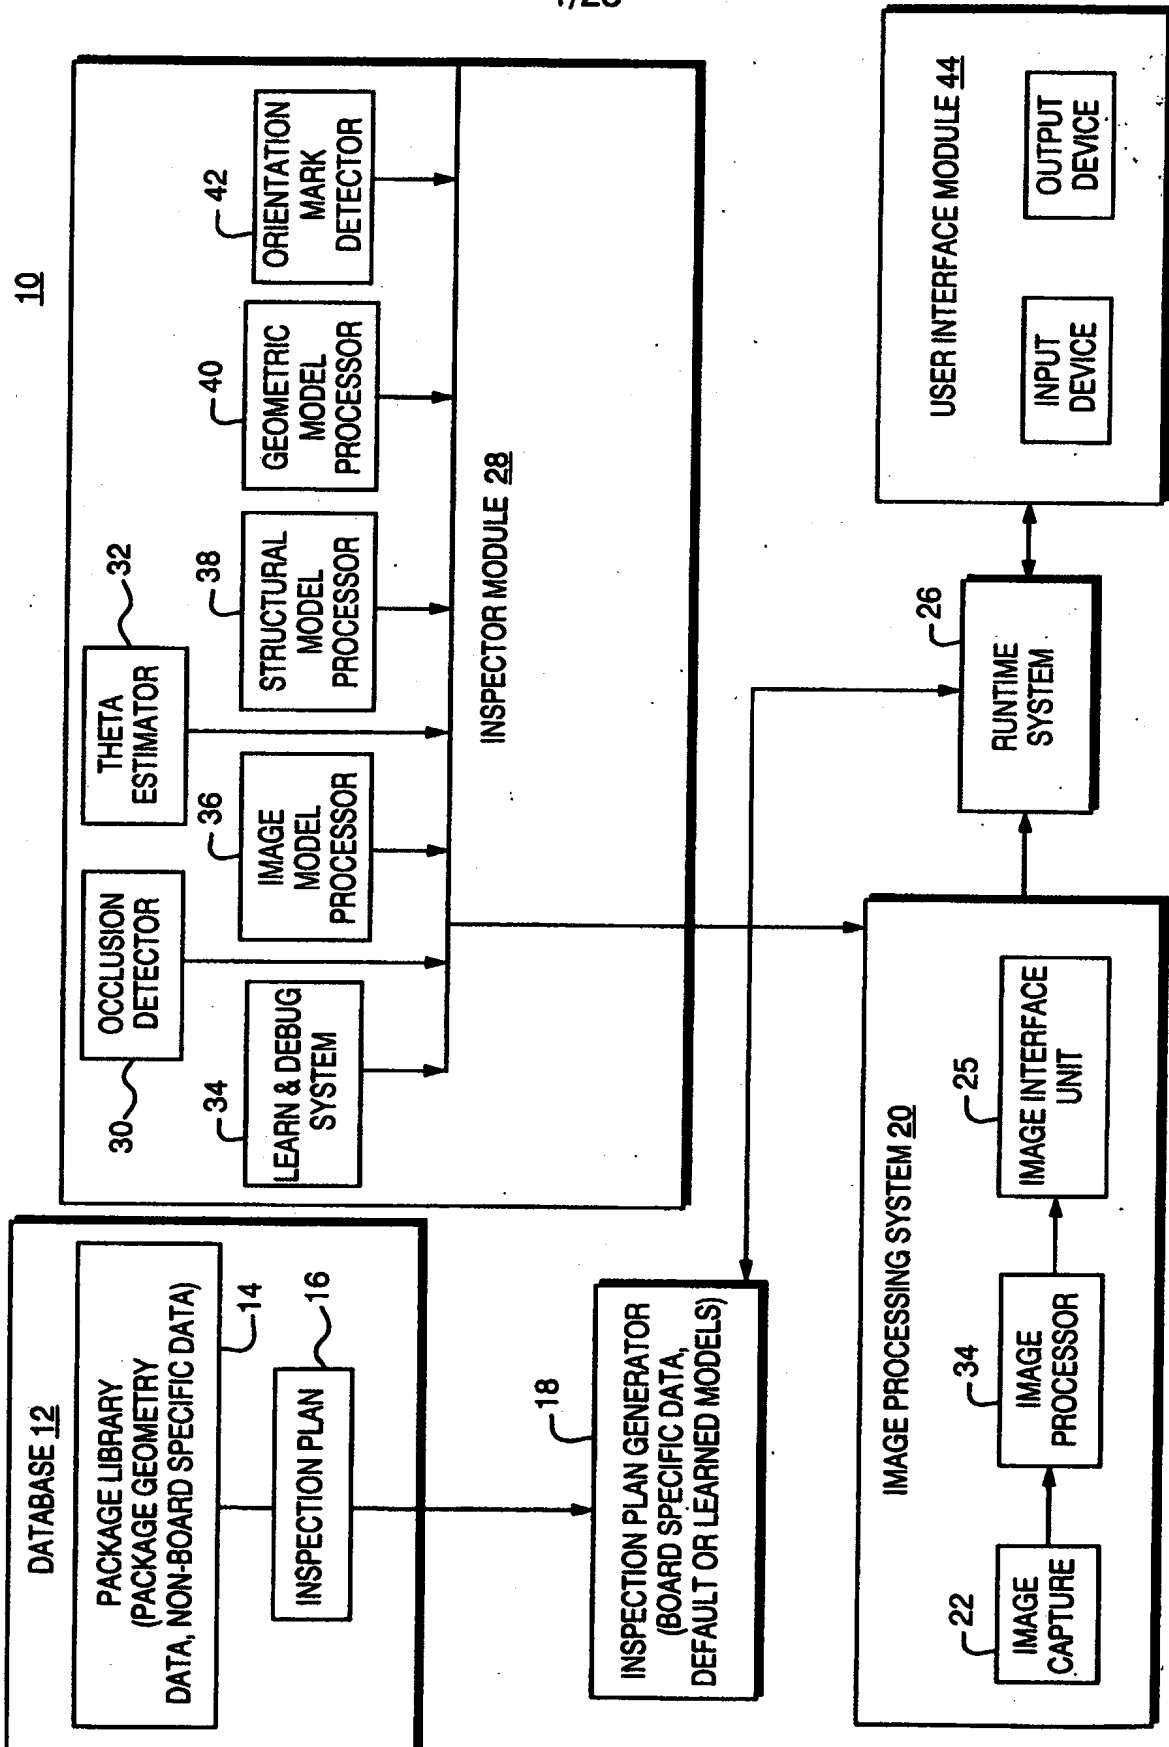 10
DATABASE 12
PACKAGE LIBRARY
(PACKAGE GEOMETRY
DATA, NON-BOARD SPECIFIC DATA)
14
INSPECTION PLAN
16
OCCLUSION
DETECTOR
30
THETA
ESTIMATOR
32
34
LEARN & DEBUG
SYSTEM
36
IMAGE
MODEL
PROCESSOR
38
STRUCTURAL
MODEL
PROCESSOR
40
GEOMETRIC
MODEL
PROCESSOR
42
ORIENTATION
MARK
DETECTOR
INSPECTOR MODULE 28
18
INSPECTION PLAN GENERATOR
(BOARD SPECIFIC DATA,
DEFAULT OR LEARNED MODELS)
IMAGE PROCESSING SYSTEM 20
22
IMAGE
CAPTURE
34
IMAGE
PROCESSOR
25
IMAGE INTERFACE
UNIT
26
RUNTIME
SYSTEM
USER INTERFACE MODULE 44
INPUT
DEVICE
OUTPUT
DEVICE